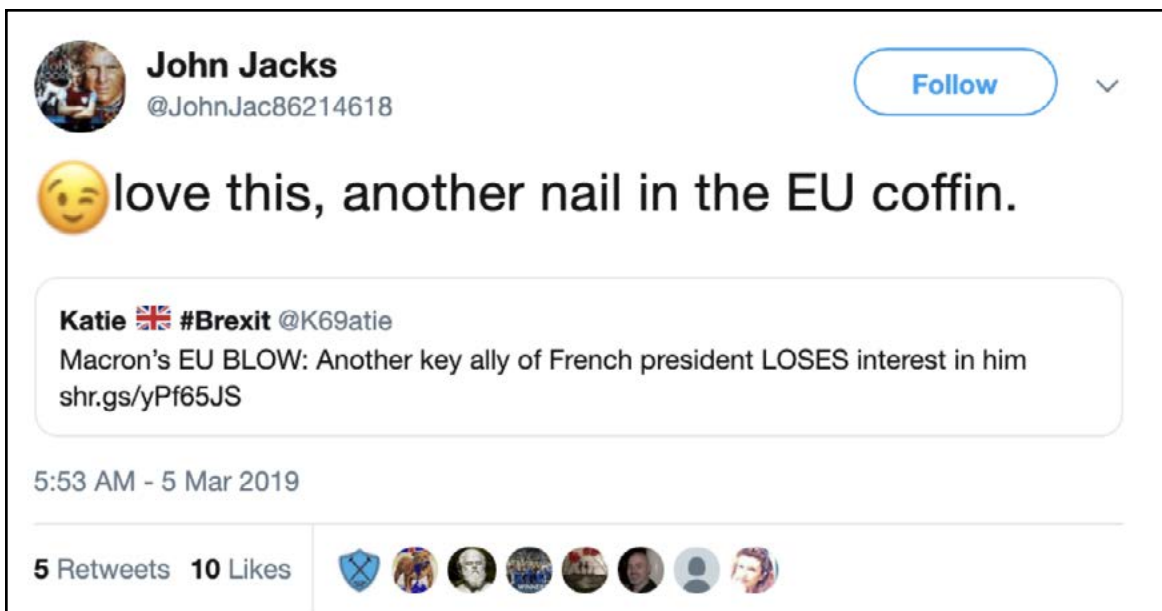 John Jacks
@JohnJac86214618
Follow
😉love this, another nail in the EU coffin.
Katie 🇬🇧 #Brexit @K69atie
Macron's EU BLOW: Another key ally of French president LOSES interest in him
shr.gs/yPf65JS
5:53 AM - 5 Mar 2019
5 Retweets 10 Likes